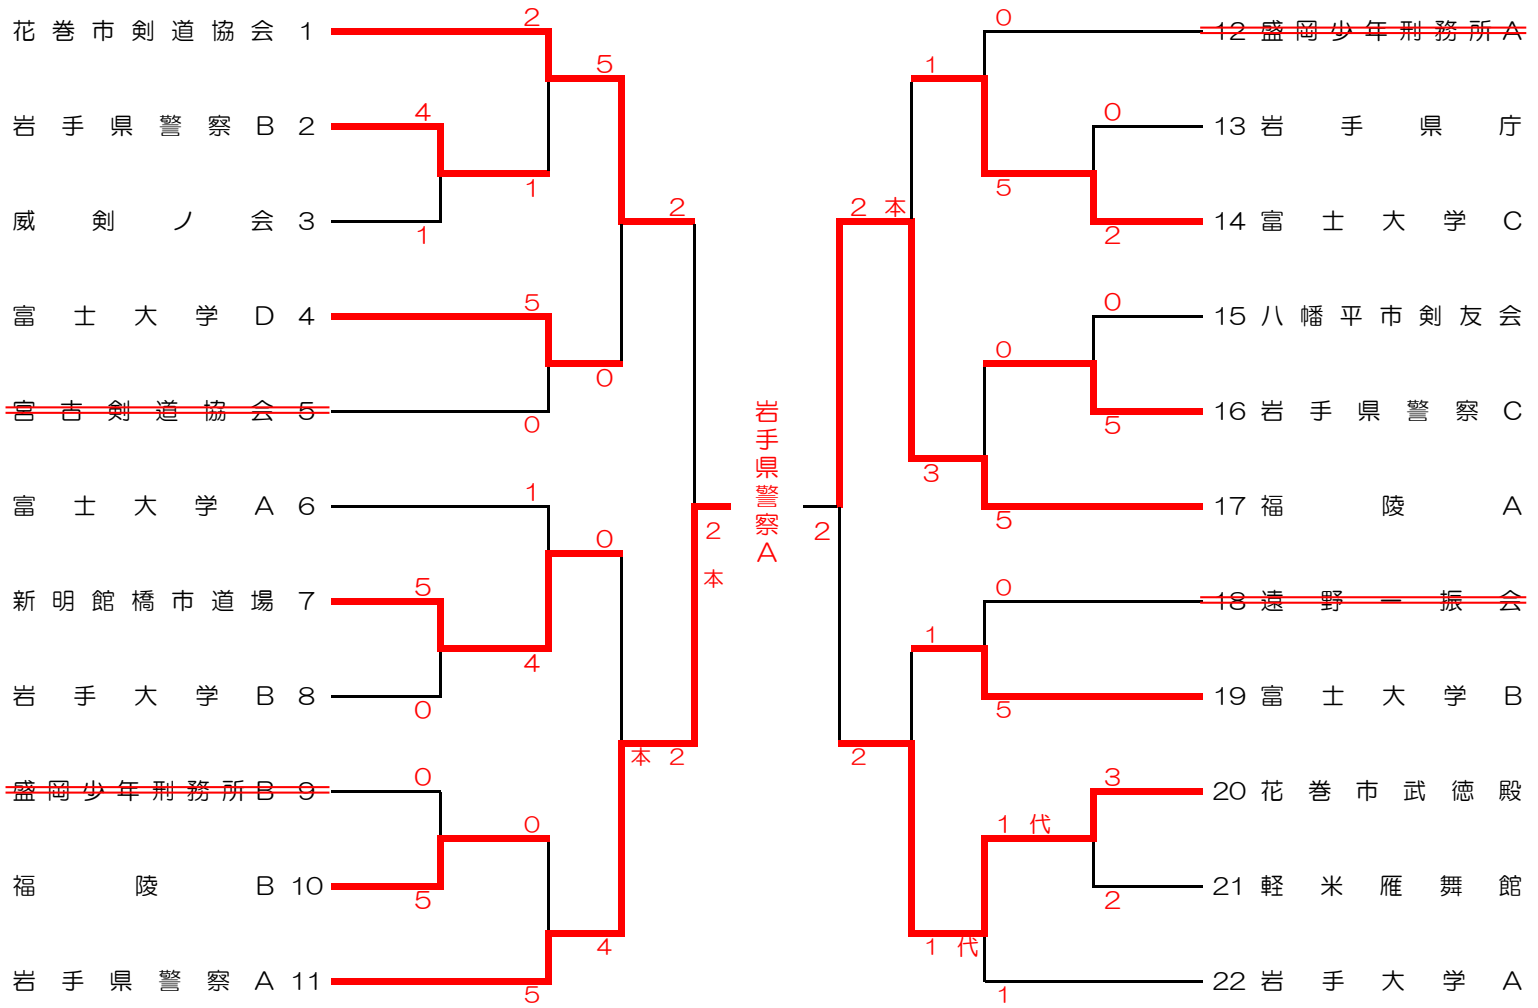 花巻市剣道協会 1
岩手県警察B 2
威剣ノ会 3
富士大学D 4
宮古剣道協会 5
富士大学A 6
新明館橋市道場 7
岩手大学B 8
盛岡少年刑務所B 9
福陵B 10
岩手県警察A 11
2
4
1
1
5
5
0
0
2
1
5
0
4
0
0
5
0
5
4
本 2
2
本
岩手県警察A
2
2 本
1
0
5
0
2
3
0
0
5
5
2
1
0
5
1 代
1 代
3
2
1
12 盛岡少年刑務所A
13 岩手県庁
14 富士大学C
15 八幡平市剣友会
16 岩手県警察C
17 福陵A
18 遠野一振会
19 富士大学B
20 花巻市武徳殿
21 軽米雁舞館
22 岩手大学A